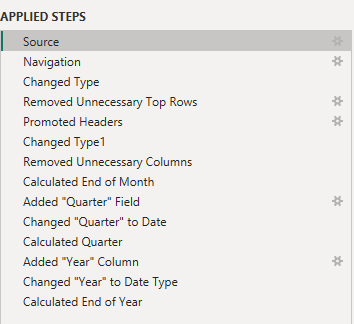 APPLIED STEPS
Source
Navigation
Changed Type
Removed Unnecessary Top Rows
Promoted Headers
Changed Type1
Removed Unnecessary Columns
Calculated End of Month
Added "Quarter" Field
Changed "Quarter" to Date
Calculated Quarter
Added "Year" Column
Changed "Year" to Date Type
Calculated End of Year